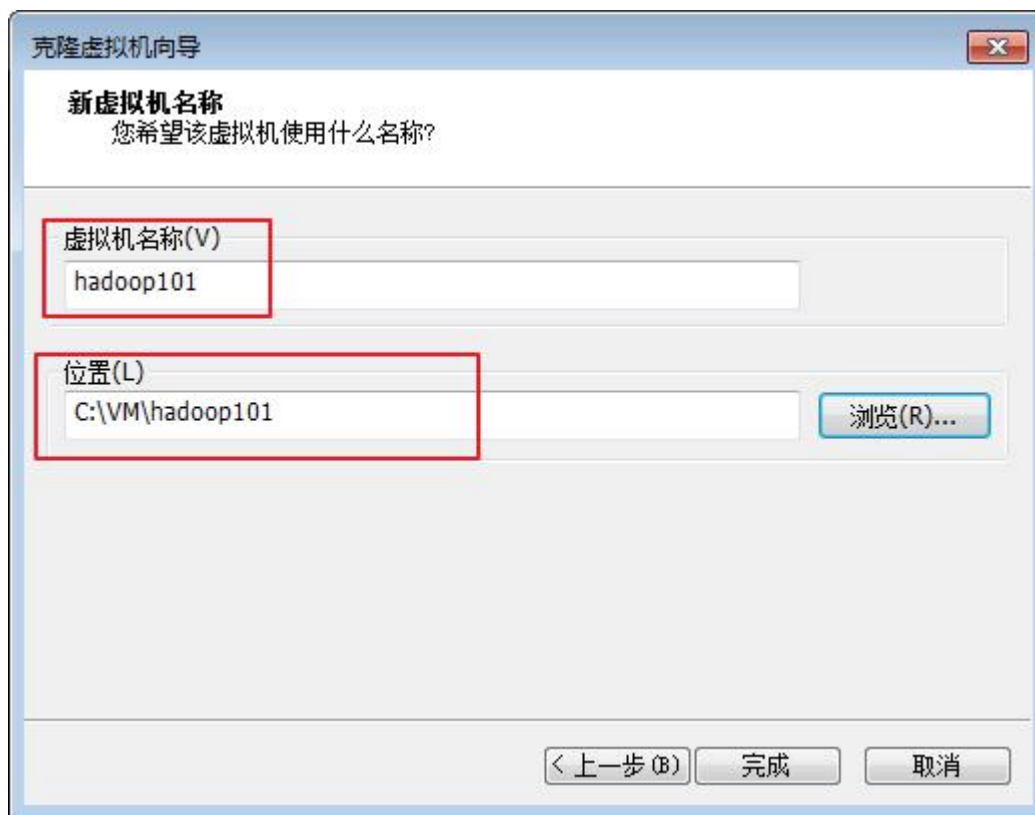 克隆虚拟机向导
新虚拟机名称
您希望该虚拟机使用什么名称?
虚拟机名称(V)
hadoop101
位置(L)
C:\VM\hadoop101
浏览(R)...
< 上一步(B)
完成
取消